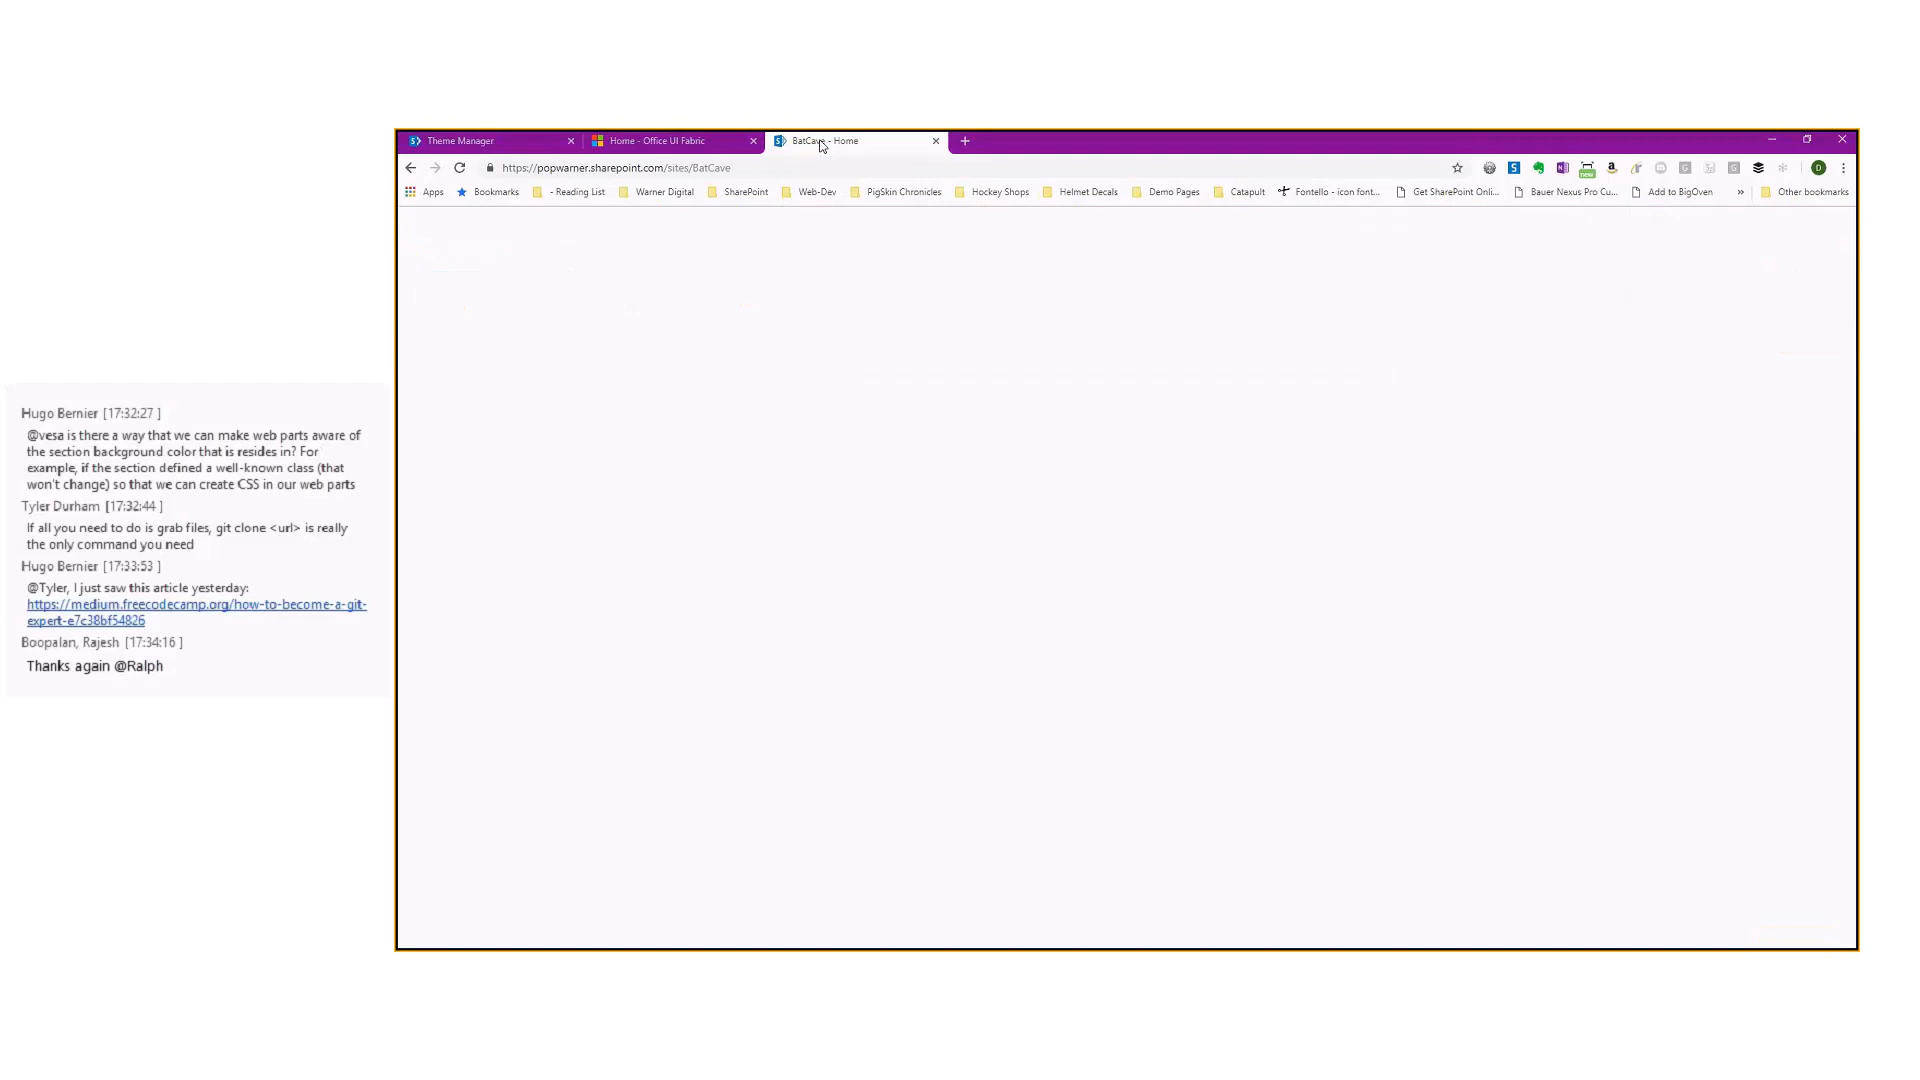 Theme Manager
Home - Office UI Fabric
BatCave - Home
https://popwarner.sharepoint.com/sites/BatCave
new
D
Apps
Bookmarks
- Reading List
Warner Digital
SharePoint
Web-Dev
PigSkin Chronicles
Hockey Shops
Helmet Decals
Demo Pages
Catapult
Fontello - icon font...
Get SharePoint Onli...
Bauer Nexus Pro Cu...
Add to BigOven
»
Other bookmarks
Hugo Bernier [17:32:27 ]
@vesa is there a way that we can make web parts aware of
the section background color that is resides in? For
example, if the section defined a well-known class (that
won't change) so that we can create CSS in our web parts
Tyler Durham [17:32:44 ]
If all you need to do is grab files, git clone <url> is really
the only command you need
Hugo Bernier [17:33:53 ]
@Tyler, I just saw this article yesterday:
https://medium.freecodecamp.org/how-to-become-a-git-
expert-e7c38bf54826
Boopalan, Rajesh [17:34:16 ]
Thanks again @Ralph